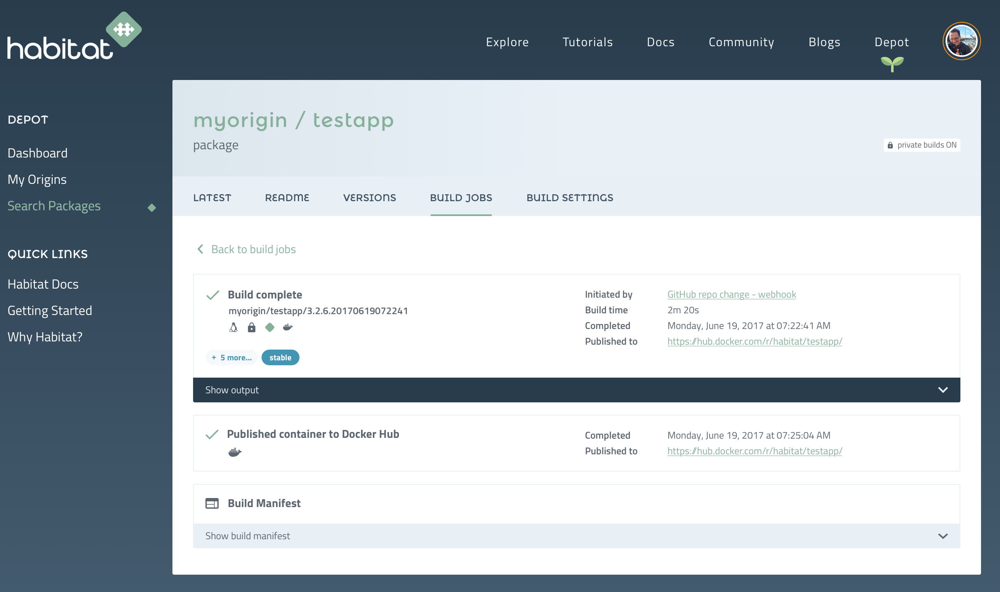 habitat
Explore Tutorials Docs Community Blogs Depot
DEPOT
Dashboard
My Origins
Search Packages
QUICK LINKS
Habitat Docs
Getting Started
Why Habitat?
myorigin / testapp
package
private builds ON
LATEST README VERSIONS BUILD JOBS BUILD SETTINGS
Back to build jobs
Build complete
myorigin/testapp/3.2.6.20170619072241
+ 5 more... stable
Initiated by GitHub repo change - webhook
Build time 2m 20s
Completed Monday, June 19, 2017 at 07:22:41 AM
Published to https://hub.docker.com/r/habitat/testapp/
Show output
Published container to Docker Hub
Completed Monday, June 19, 2017 at 07:25:04 AM
Published to https://hub.docker.com/r/habitat/testapp/
Build Manifest
Show build manifest